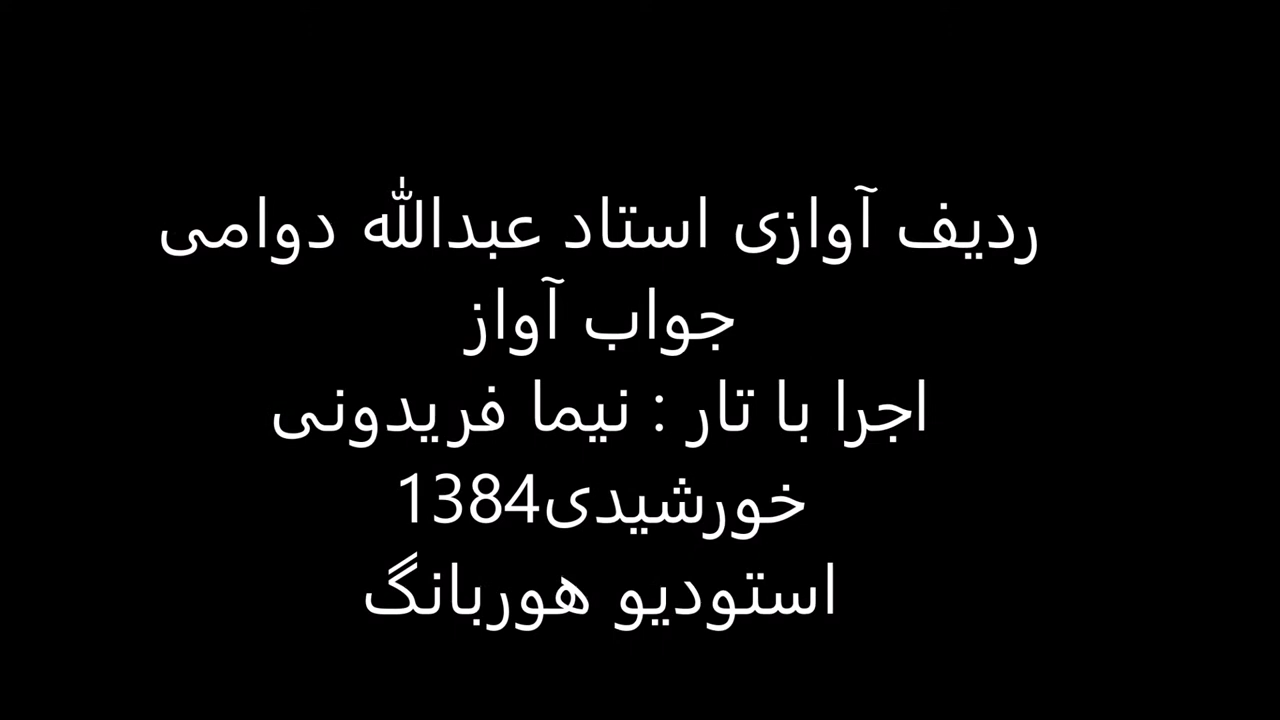 ردیف آوازی استاد عبدالله دوامی
جواب آواز
اجرا با تار : نیما فریدونی
خورشیدی1384
استودیو هوربانگ